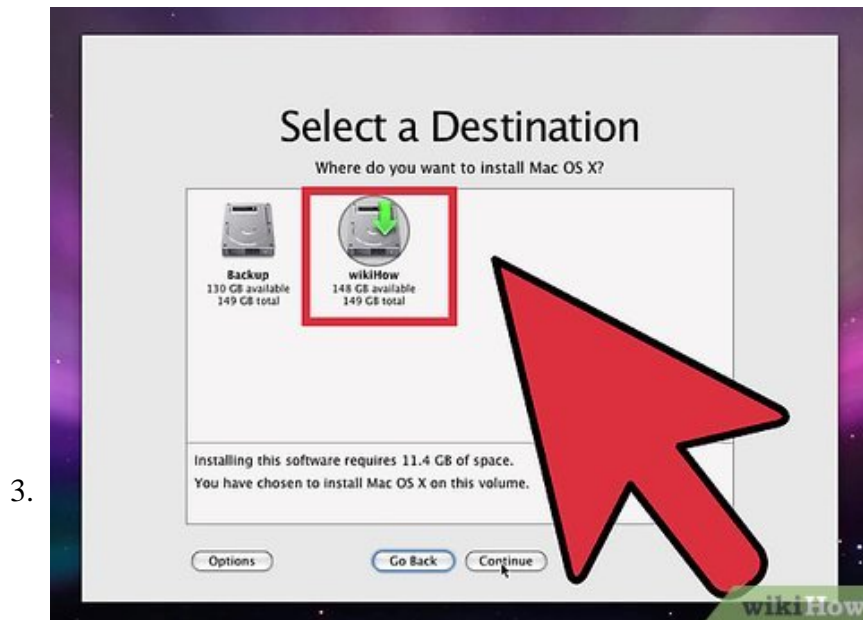 Select a Destination
Where do you want to install Mac OS X?
Backup
130 GB available
149 GB total
wikiHow
148 GB available
149 GB total
Installing this software requires 11.4 GB of space.
You have chosen to install Mac OS X on this volume.
3.
Options
Go Back
Continue
wikiHow